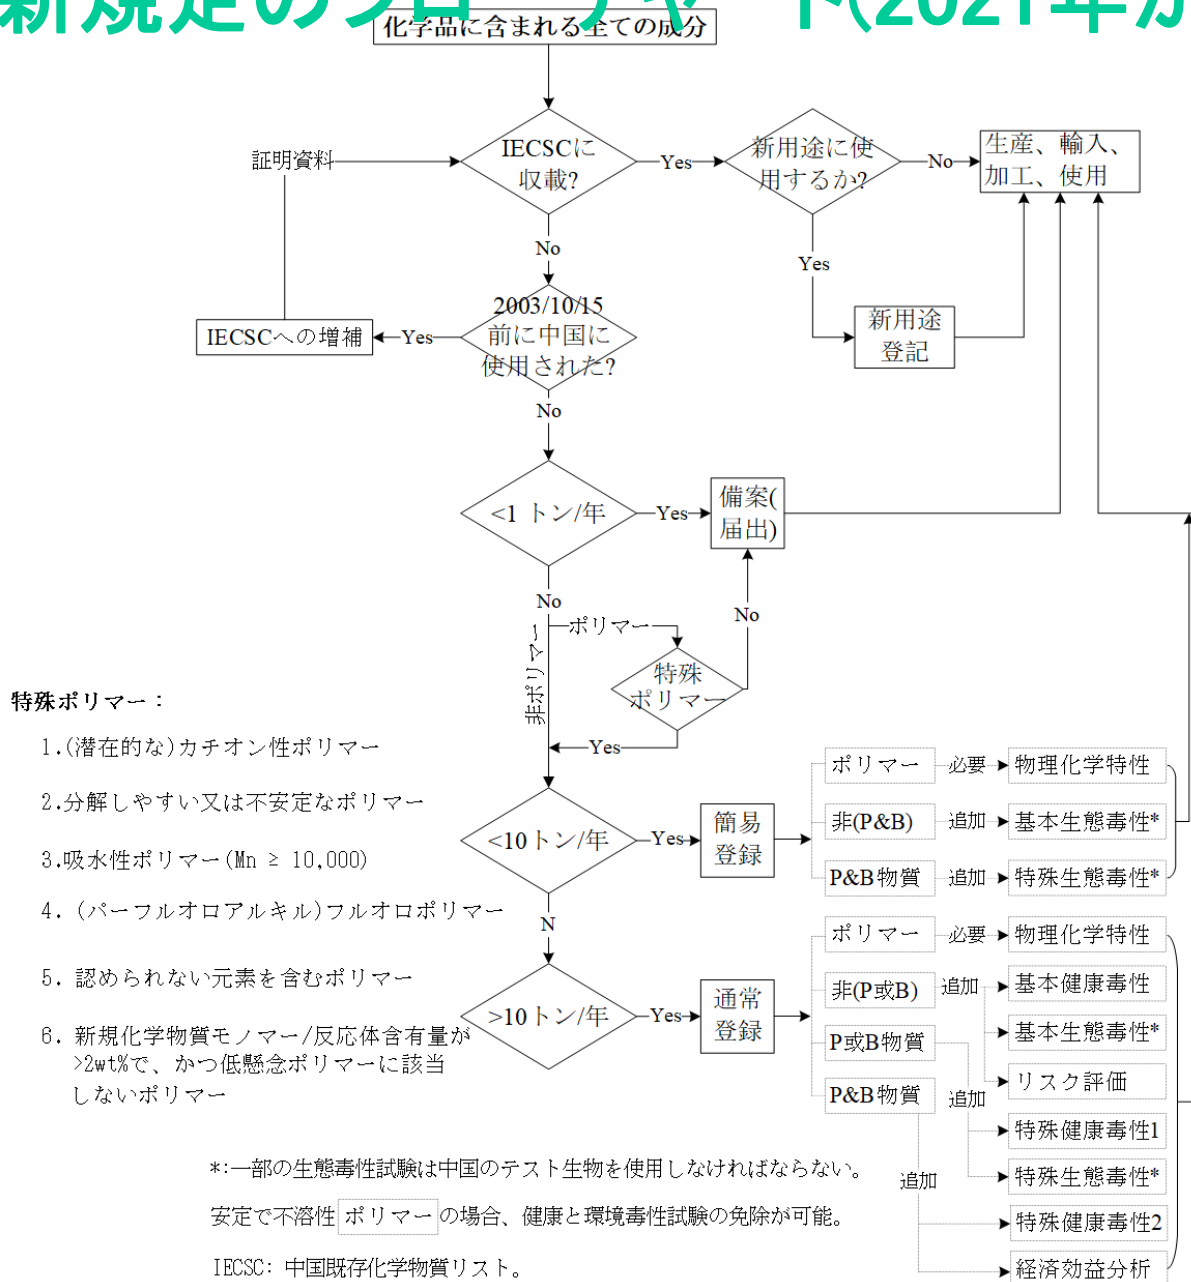 新規定のフローチャート(2021年か
化学品に含まれる全ての成分
証明資料
IECSCに
収載?
Yes
新用途に使
用するか?
No
生産、輸入、
加工、使用
No
Yes
2003/10/15
前に中国に
使用された?
Yes
IECSCへの増補
新用途
登記
No
<1 トン/年
Yes
備案(
届出)
No
ポリマー
非ポリマー
No
特殊
ポリマー
Yes
特殊ポリマー：
1.(潜在的な)カチオン性ポリマー
2.分解しやすい又は不安定なポリマー
3.吸水性ポリマー(Mn ≥ 10,000)
4. (パーフルオロアルキル)フルオロポリマー
5. 認められない元素を含むポリマー
6. 新規化学物質モノマー/反応体含有量が
>2wt%で、かつ低懸念ポリマーに該当
しないポリマー
<10トン/年
Yes
簡易
登録
ポリマー
必要
物理化学特性
非(P&B)
追加
基本生態毒性*
P&B物質
追加
特殊生態毒性*
N
>10トン/年
Yes
通常
登録
ポリマー
必要
物理化学特性
非(P或B)
追加
基本健康毒性
基本生態毒性*
リスク評価
P或B物質
追加
特殊健康毒性1
特殊生態毒性*
P&B物質
追加
特殊健康毒性2
経済効益分析
*:一部の生態毒性試験は中国のテスト生物を使用しなければならない。
安定で不溶性 ポリマー の場合、健康と環境毒性試験の免除が可能。
IECSC: 中国既存化学物質リスト。